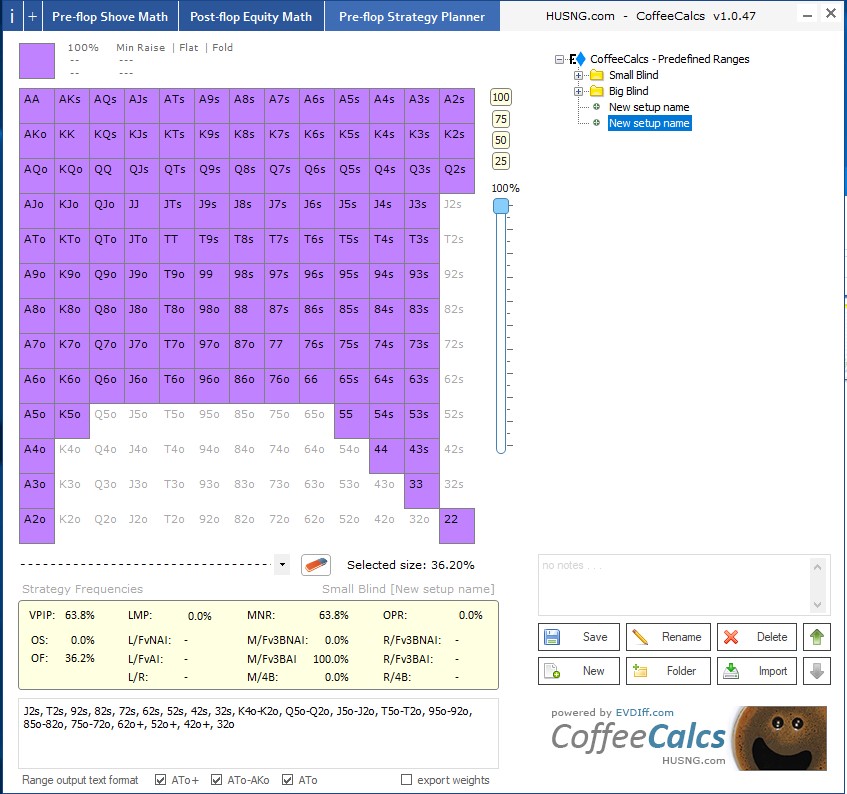 i + Pre-flop Shove Math Post-flop Equity Math Pre-flop Strategy Planner HUSNG.com - CoffeeCalcs v1.0.47
100% Min Raise | Flat | Fold
-- ---
-- ---
AA AKs AQs AJs ATs A9s A8s A7s A6s A5s A4s A3s A2s
AKo KK KQs KJs KTs K9s K8s K7s K6s K5s K4s K3s K2s
AQo KQo QQ QJs QTs Q9s Q8s Q7s Q6s Q5s Q4s Q3s Q2s
AJo KJo QJo JJ JTs J9s J8s J7s J6s J5s J4s J3s J2s
ATo KTo QTo JTo TT T9s T8s T7s T6s T5s T4s T3s T2s
A9o K9o Q9o J9o T9o 99 98s 97s 96s 95s 94s 93s 92s
A8o K8o Q8o J8o T8o 98o 88 87s 86s 85s 84s 83s 82s
A7o K7o Q7o J7o T7o 97o 87o 77 76s 75s 74s 73s 72s
A6o K6o Q6o J6o T6o 96o 86o 76o 66 65s 64s 63s 62s
A5o K5o Q5o J5o T5o 95o 85o 75o 65o 55 54s 53s 52s
A4o K4o Q4o J4o T4o 94o 84o 74o 64o 54o 44 43s 42s
A3o K3o Q3o J3o T3o 93o 83o 73o 63o 53o 43o 33 32s
A2o K2o Q2o J2o T2o 92o 82o 72o 62o 52o 42o 32o 22
100
75
50
25
100%
CoffeeCalcs - Predefined Ranges
Small Blind
Big Blind
New setup name
New setup name
Selected size: 36.20%
Strategy Frequencies Small Blind [New setup name]
VPIP: 63.8% LMP: 0.0% MNR: 63.8% OPR: 0.0%
OS: 0.0% L/FvNAI: - M/Fv3BNAI: 0.0% R/Fv3BNAI: -
OF: 36.2% L/FvAI: - M/Fv3BAI 100.0% R/Fv3BAI: -
L/R: - M/4B: 0.0% R/4B: -
J2s, T2s, 92s, 82s, 72s, 62s, 52s, 42s, 32s, K4o-K2o, Q5o-Q2o, J5o-J2o, T5o-T2o, 95o-92o,
85o-82o, 75o-72o, 62o+, 52o+, 42o+, 32o
Range output text format ATo+ ATo-AKo ATo export weights
no notes . . .
Save Rename Delete
New Folder Import
powered by EVDiff.com
CoffeeCalcs
HUSNG.com